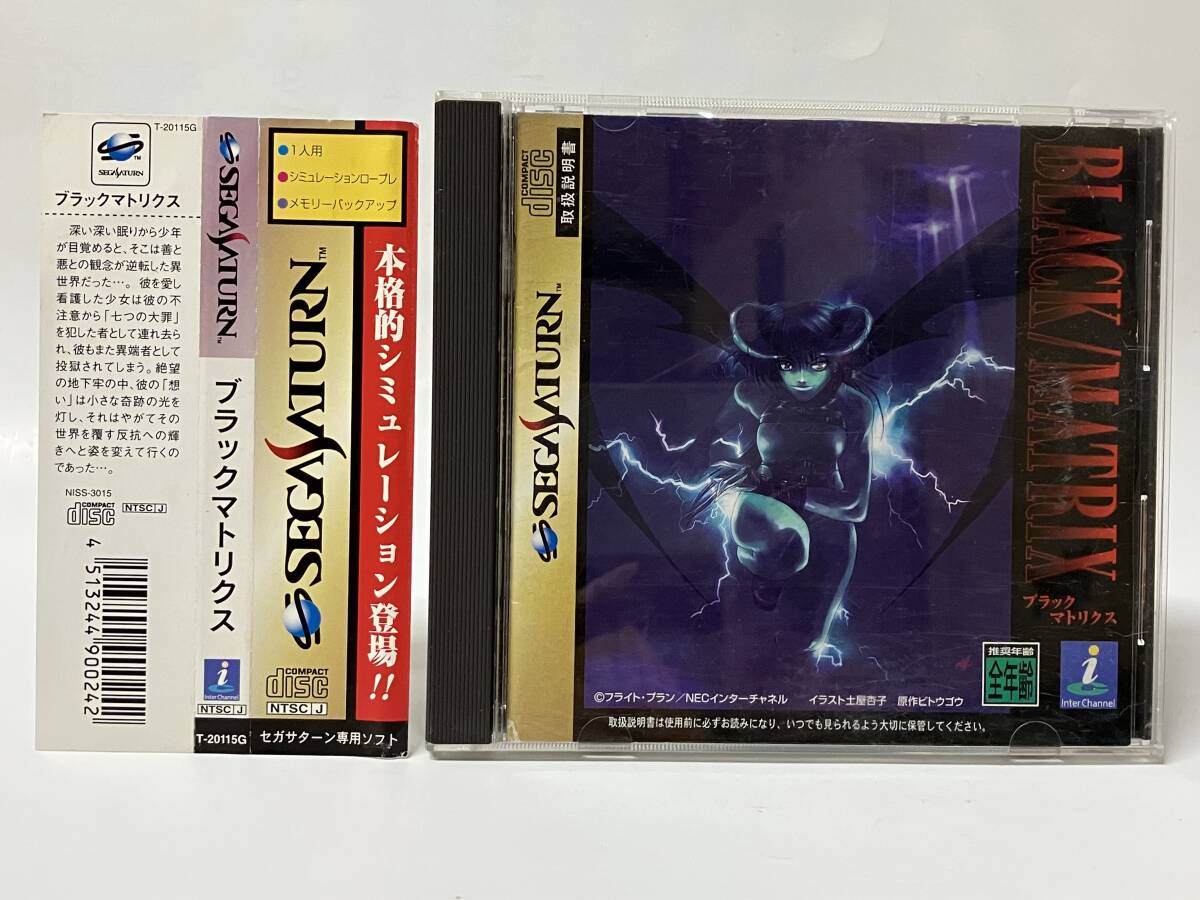 T-20115G
SEGA SATURN™
ブラックマトリクス
深い深い眠りから少年
が目覚めると、そこは善と
悪との観念が逆転した異
世界だった…。彼を愛し
看護した少女は彼の不
注意から「七つの大罪」
を犯した者として連れ去ら
れ、彼もまた異端者として
投獄されてしまう。絶望
の地下牢の中、彼の「想
い」は小さな奇跡の光を
灯し、それはやがてその
世界を覆す反抗への輝
きへと姿を変えて行くの
であった…。
NISS-3015
COMPACT disc
NTSC J
4 513244 900242
SEGA SATURN™
ブラックマトリクス
Inter Channel
NTSC J
T-20115G
●1人用
●シミュレーションロープレ
●メモリーバックアップ
SEGA SATURN™
COMPACT disc
NTSC J
本格的シミュレーション登場!!
セガサターン専用ソフト
COMPACT disc
取扱説明書
SEGA SATURN™
BLACK/MATRIX
ブラック
マトリクス
推奨年齢
全年齢
Inter Channel
©フライト・プラン/NECインターチャネル イラスト土屋杏子 原作ビトウゴウ
取扱説明書は使用前に必ずお読みになり、いつでも見られるよう大切に保管してください。